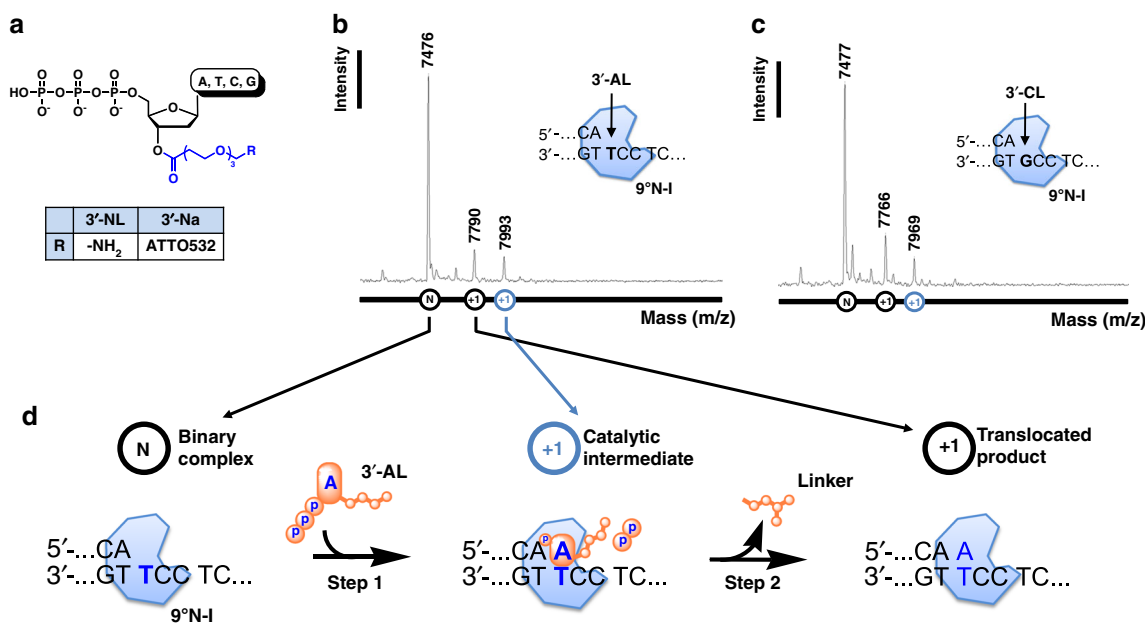 a
O O O
HO-P-O-P-O-P-O
O- O- O-
A, T, C, G
O
O
O
O
3
R
3′-NL 3′-Na
R -NH2 ATTO532
b
Intensity
7476
7790
7993
3′-AL
5′-...CA
3′-...GT TCC TC...
9°N-I
N +1 +1
Mass (m/z)
c
Intensity
7477
7766
7969
3′-CL
5′-...CA
3′-...GT GCC TC...
9°N-I
N +1 +1
Mass (m/z)
d
N
Binary
complex
+1
Catalytic
intermediate
+1
Translocated
product
A
3′-AL
p
p
p
Linker
5′-...CA
3′-...GT TCC TC...
9°N-I
Step 1
p
p
5′-...CA p A
3′-...GT TCC TC...
Step 2
5′-...CA A
3′-...GT TCC TC...